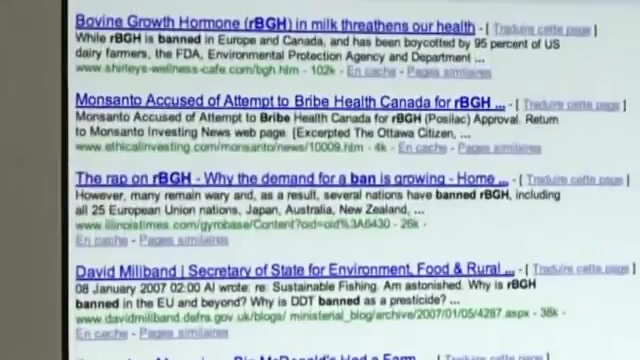 Bovine Growth Hormone (rBGH) in milk threatens our health - [ Traduire cette page ]
While rBGH is banned in Europe and Canada, and has been boycotted by 95 percent of US
dairy farmers, the FDA, Environmental Protection Agency and Department ...
www.shirleys-wellness-cafe.com/bgh.htm - 102k - En cache - Pages similaires
Monsanto Accused of Attempt to Bribe Health Canada for rBGH ... - [ Traduire cette page ]
Monsanto Accused of Attempt to Bribe Health Canada for rBGH (Posilac) Approval. Return
to Monsanto Investing News web page. [Excerpted The Ottawa Citizen, ...
www.ethicalinvesting.com/monsanto/news/10009.htm - 4k - En cache - Pages similaires
The rap on rBGH - Why the demand for a ban is growing - Home ... - [ Traduire cette page ]
However, many remain wary and, as a result, several nations have banned rBGH, including
all 25 European Union nations, Japan, Australia, New Zealand, ...
www.illinoistimes.com/gyrobase/Content?oid=oid%3A6430 - 26k -
En cache - Pages similaires
David Miliband | Secretary of State for Environment, Food & Rural ... - [ Traduire cette page ]
08 January 2007 02:00 Al wrote: re: Sustainable Fishing. Am astonished. Why is rBGH
banned in the EU and beyond? Why is DDT banned as a presticide? ...
www.davidmiliband.defra.gov.uk/blogs/ ministerial_blog/archive/2007/01/05/4287.aspx - 38k -
En cache - Pages similaires
Big McDonald's Had a Farm